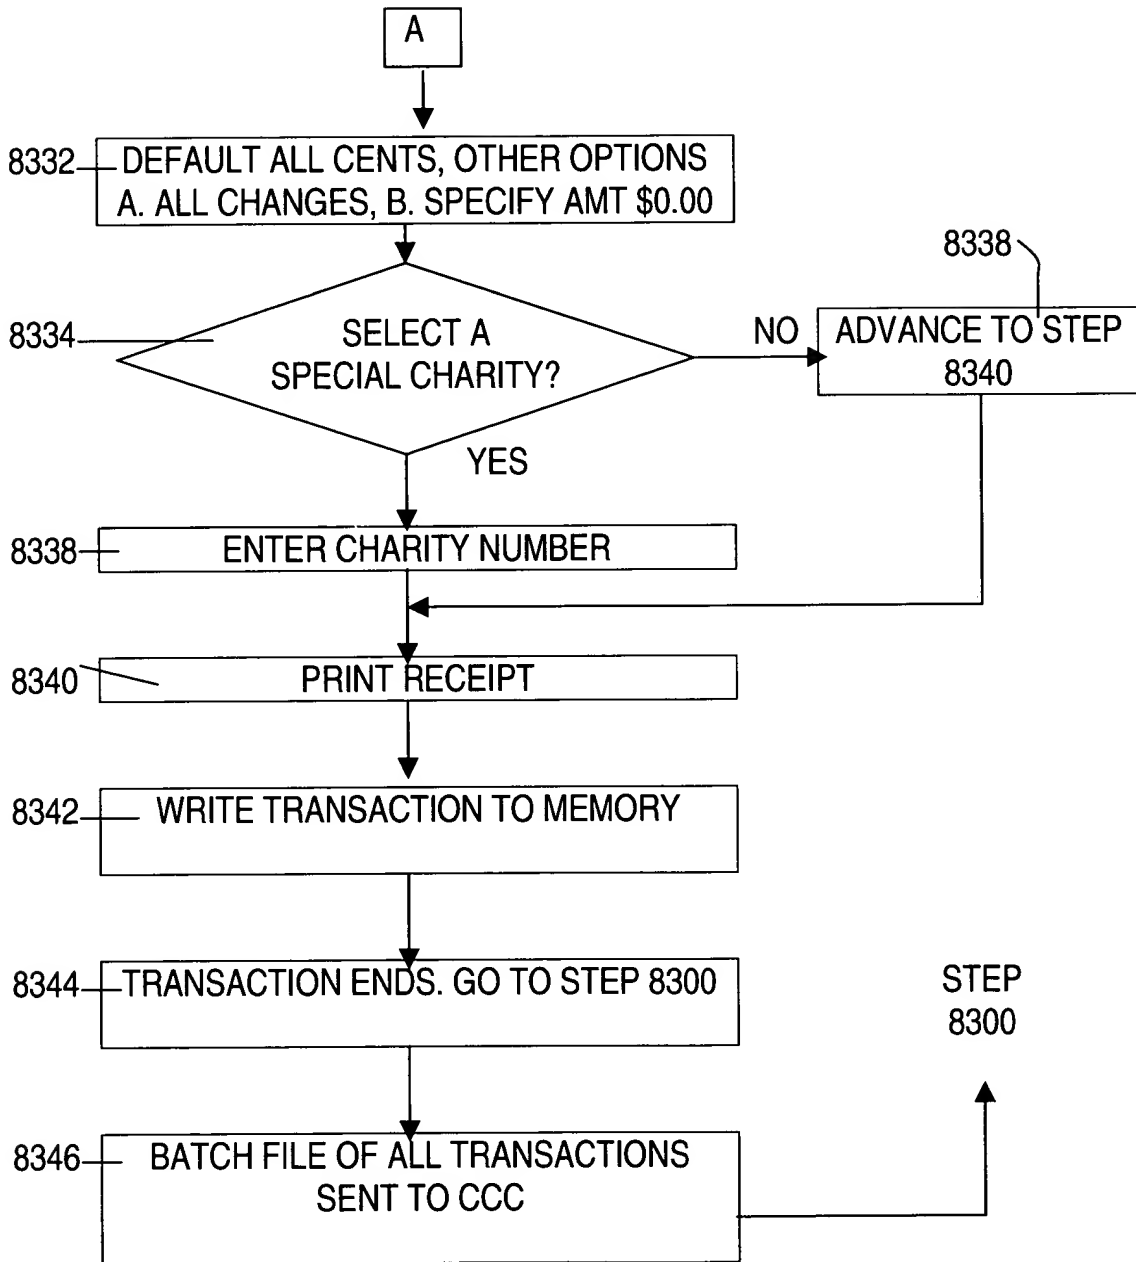 A
8332
DEFAULT ALL CENTS, OTHER OPTIONS
A. ALL CHANGES, B. SPECIFY AMT $0.00
8338
8334
SELECT A
SPECIAL CHARITY?
NO
ADVANCE TO STEP
8340
YES
8338
ENTER CHARITY NUMBER
8340
PRINT RECEIPT
8342
WRITE TRANSACTION TO MEMORY
8344
TRANSACTION ENDS. GO TO STEP 8300
STEP
8300
8346
BATCH FILE OF ALL TRANSACTIONS
SENT TO CCC